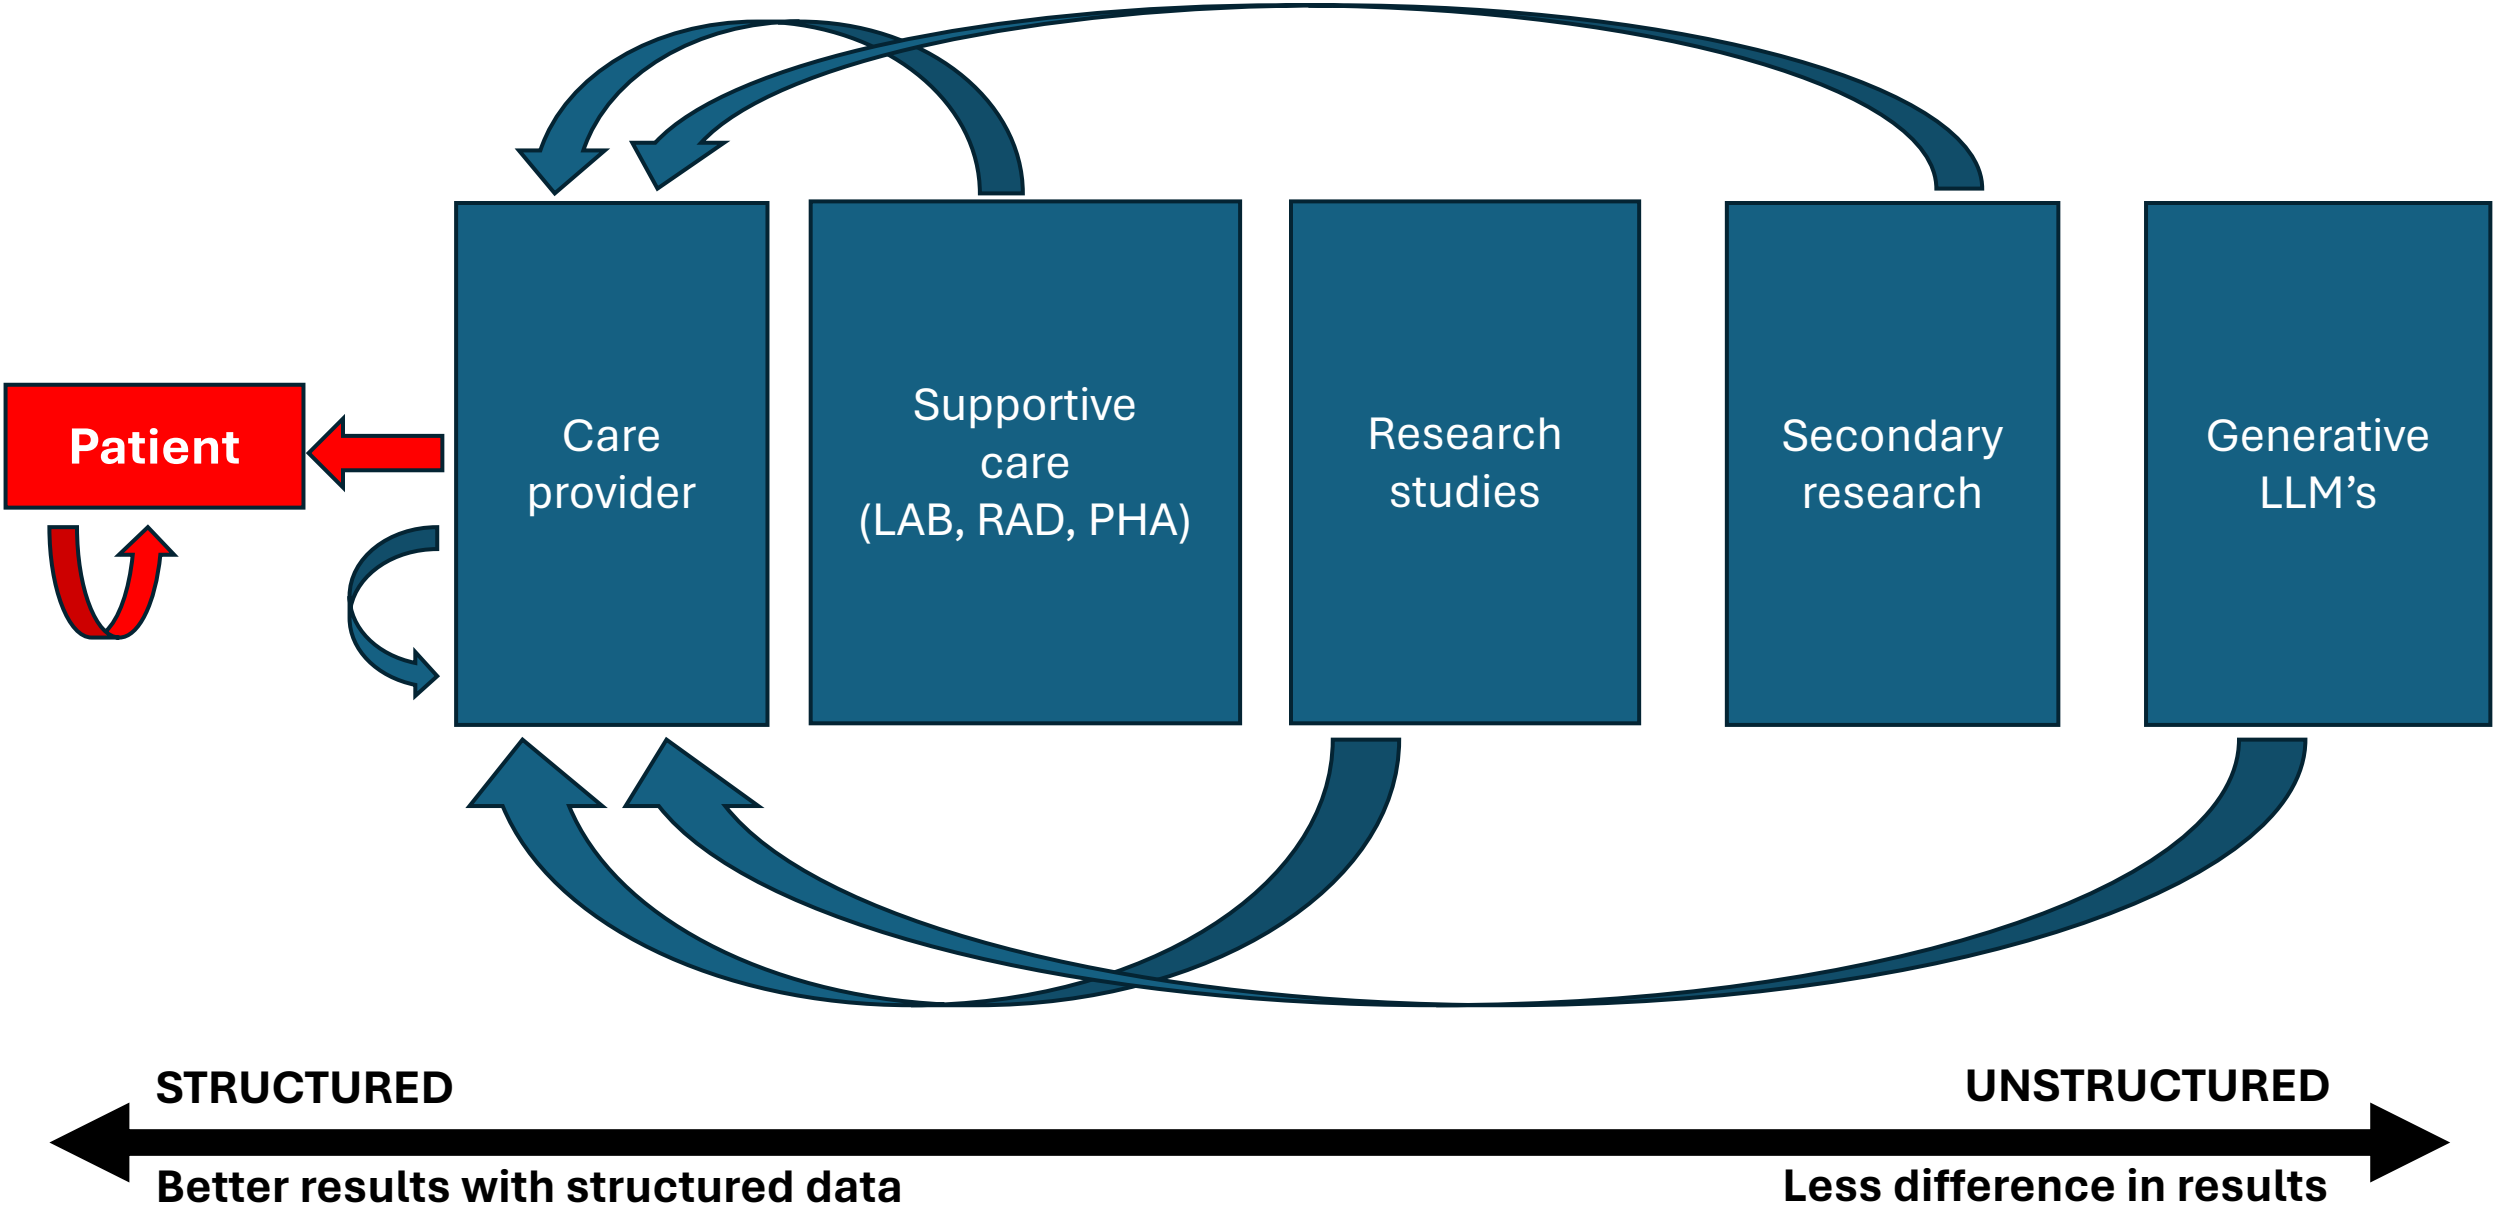 Patient
Care
provider
Supportive
care
(LAB, RAD, PHA)
Research
studies
Secondary
research
Generative
LLM’s
STRUCTURED
UNSTRUCTURED
Better results with structured data
Less difference in results